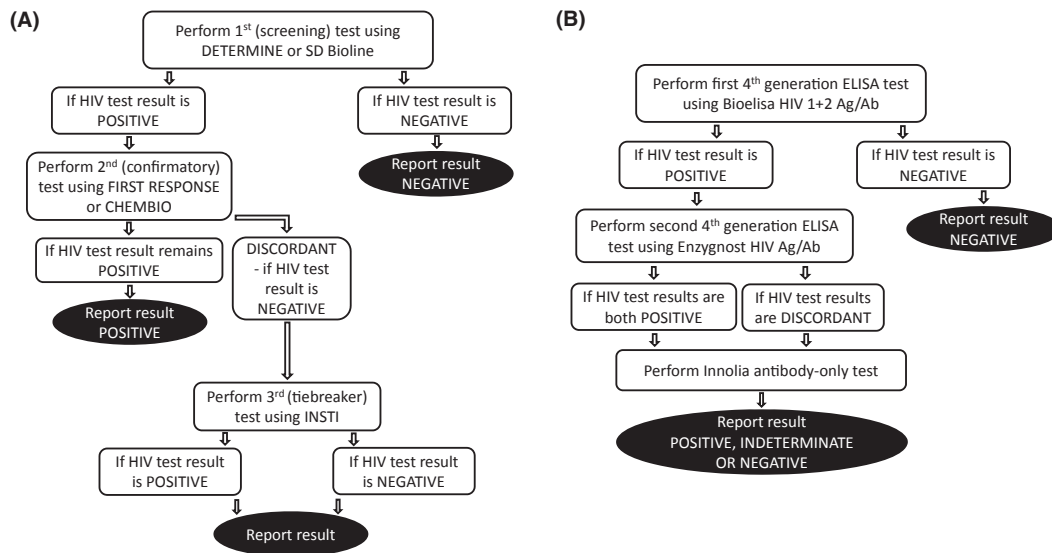 (A)
Perform 1st (screening) test using
DETERMINE or SD Bioline
If HIV test result is
POSITIVE
If HIV test result is
NEGATIVE
Report result
NEGATIVE
Perform 2nd (confirmatory)
test using FIRST RESPONSE
or CHEMBIO
If HIV test result remains
POSITIVE
DISCORDANT
- if HIV test
result is
NEGATIVE
Report result
POSITIVE
Perform 3rd (tiebreaker)
test using INSTI
If HIV test result
is POSITIVE
If HIV test result
is NEGATIVE
Report result
(B)
Perform first 4th generation ELISA test
using Bioelisa HIV 1+2 Ag/Ab
If HIV test result is
POSITIVE
If HIV test result is
NEGATIVE
Report result
NEGATIVE
Perform second 4th generation ELISA
test using Enzygnost HIV Ag/Ab
If HIV test results are
both POSITIVE
If HIV test results
are DISCORDANT
Perform Innolia antibody-only test
Report result
POSITIVE, INDETERMINATE
OR NEGATIVE